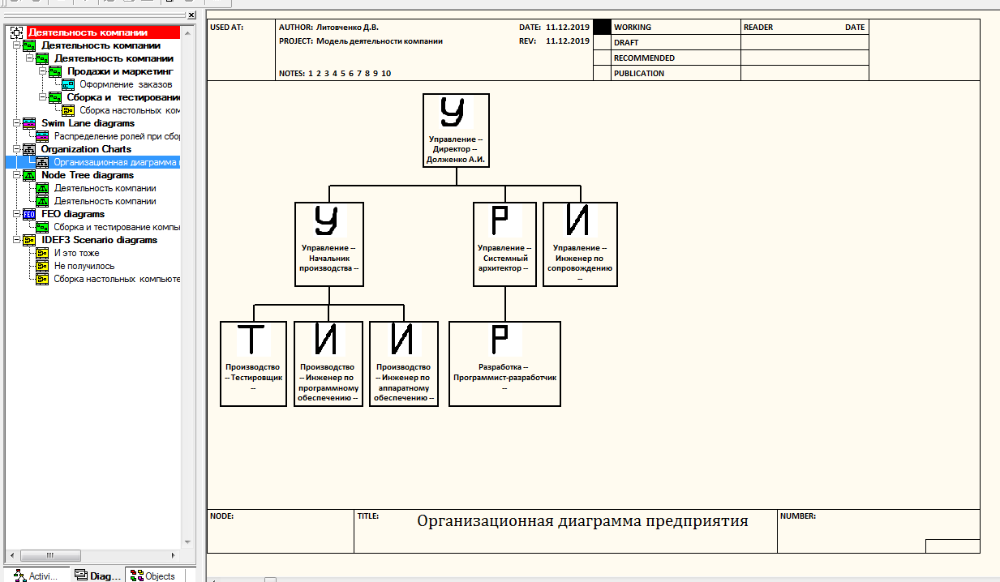 Деятельность компании
Деятельность компании
Деятельность компании
Продажи и маркетинг
Оформление заказов
Сборка и тестировани
Сборка настольных ком
Swim Lane diagrams
Распределение ролей при сбор
Organization Charts
Организационная диаграмма
Node Tree diagrams
Деятельность компании
Деятельность компании
FEO
FEO diagrams
Сборка и тестирование компы
IDEF3 Scenario diagrams
И это тоже
Не получилось
Сборка настольных компьюте
Activi...
Diag...
Objects
USED AT:
AUTHOR: Литовченко Д.В.
DATE: 11.12.2019
PROJECT: Модель деятельности компании
REV: 11.12.2019
NOTES: 1 2 3 4 5 6 7 8 9 10
WORKING
READER DATE
DRAFT
RECOMMENDED
PUBLICATION
У
Управление --
Директор --
Долженко А.И.
У
Управление --
Начальник
производства --
Р
Управление --
Системный
архитектор --
И
Управление --
Инженер по
сопровождению
--
Т
Производство
-- Тестировщик
--
И
Производство
-- Инженер по
программному
обеспечению --
И
Производство
-- Инженер по
аппаратному
обеспечению --
Р
Разработка --
Программист-разработчик
--
NODE:
TITLE:
Организационная диаграмма предприятия
NUMBER: